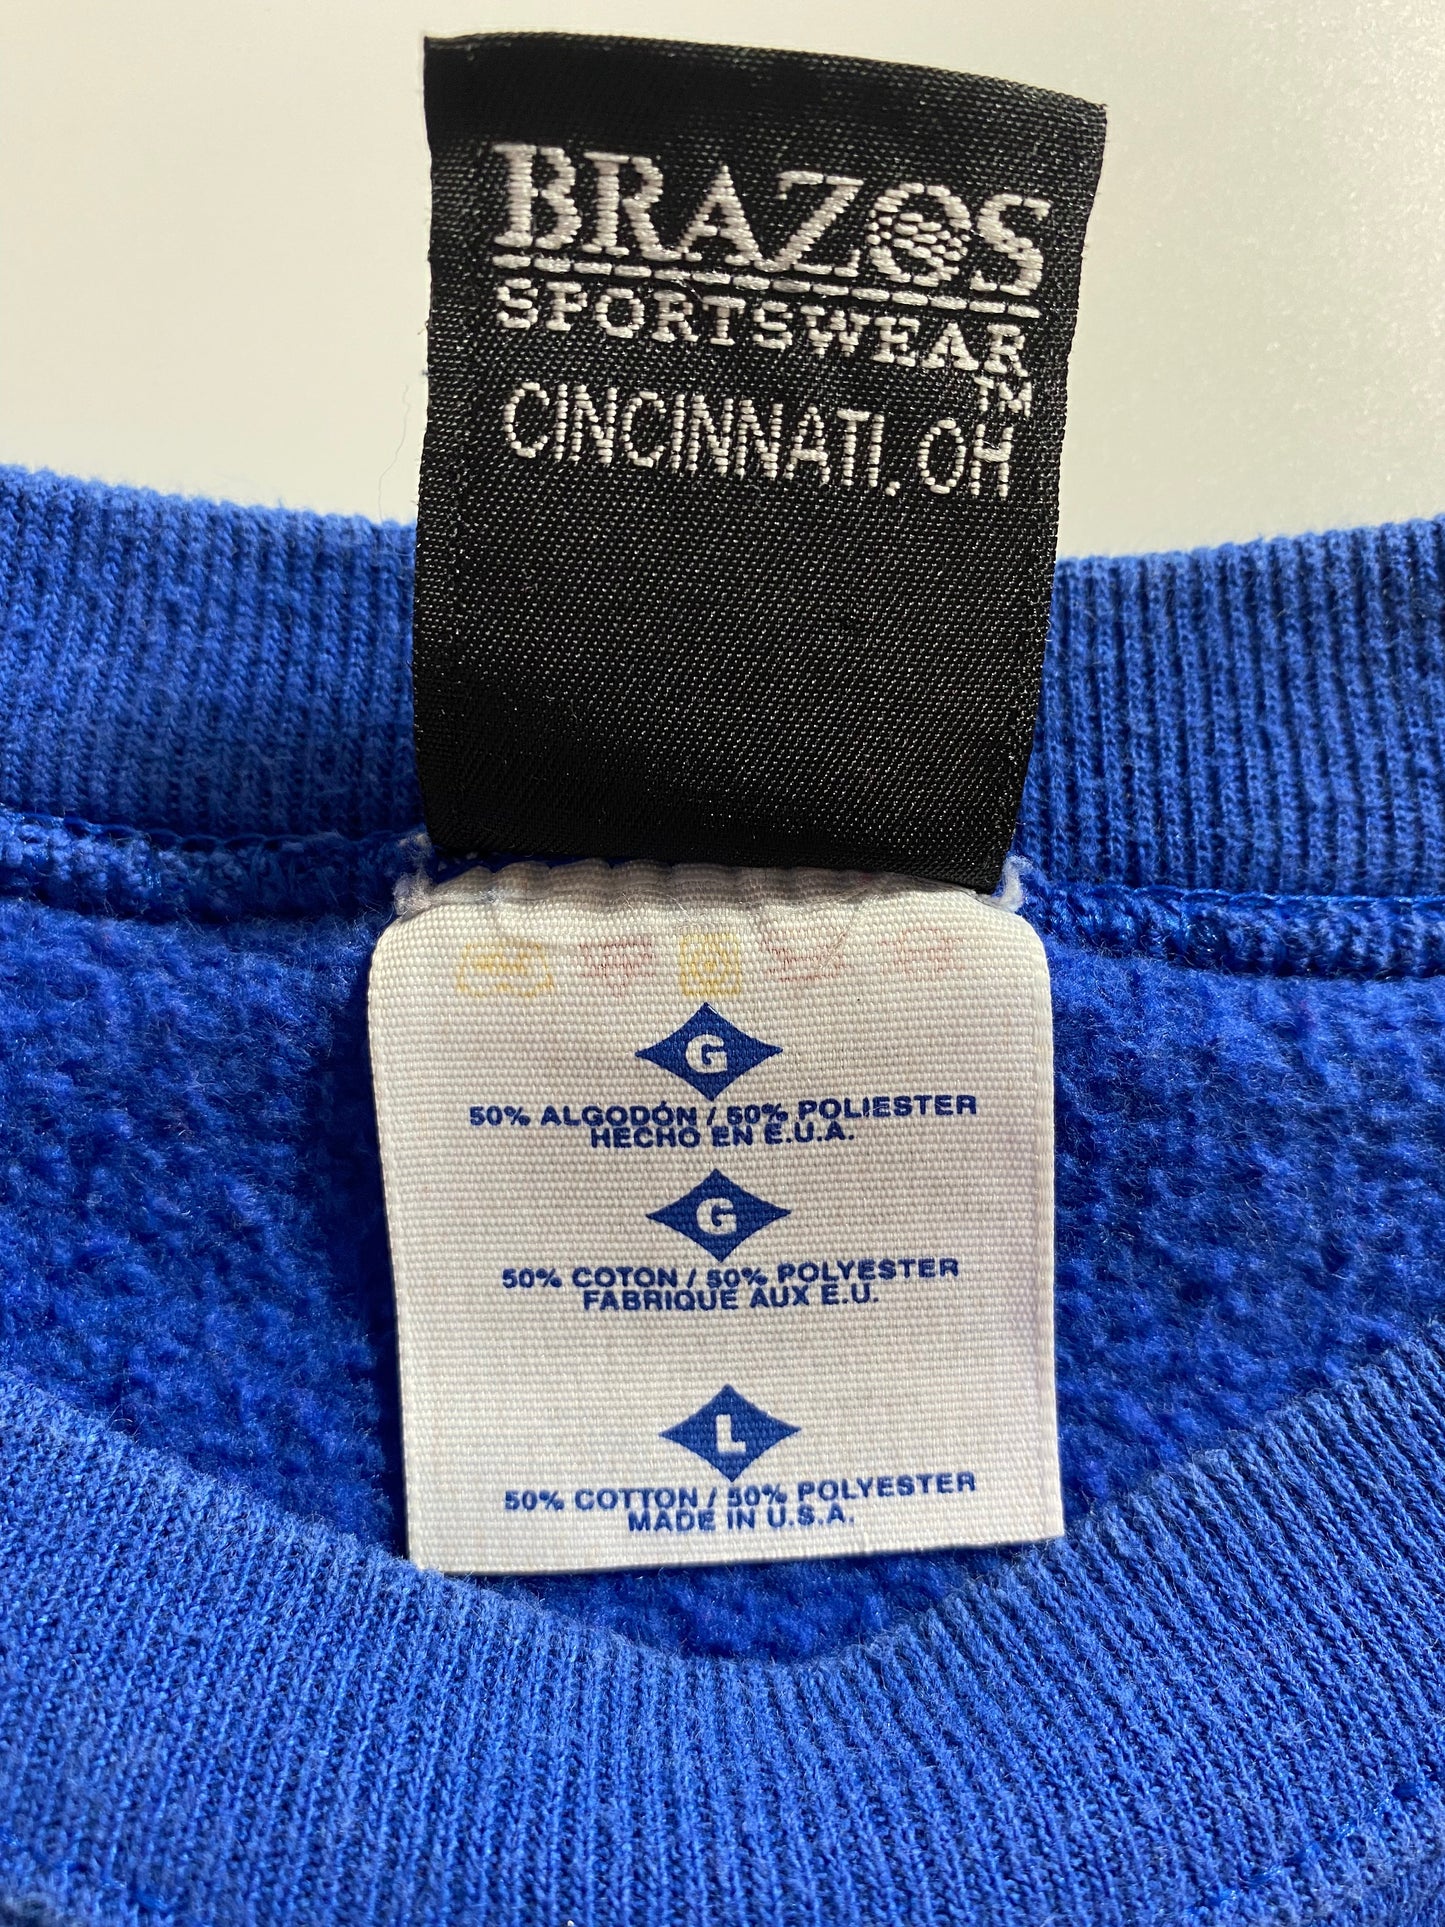 BRAZOS
SPORTSWEAR
TM
CINCINNATI, OH
G
50% ALGODÓN / 50% POLIESTER
HECHO EN E.U.A.
G
50% COTON / 50% POLYESTER
FABRIQUE AUX E.U.
L
50% COTTON / 50% POLYESTER
MADE IN U.S.A.